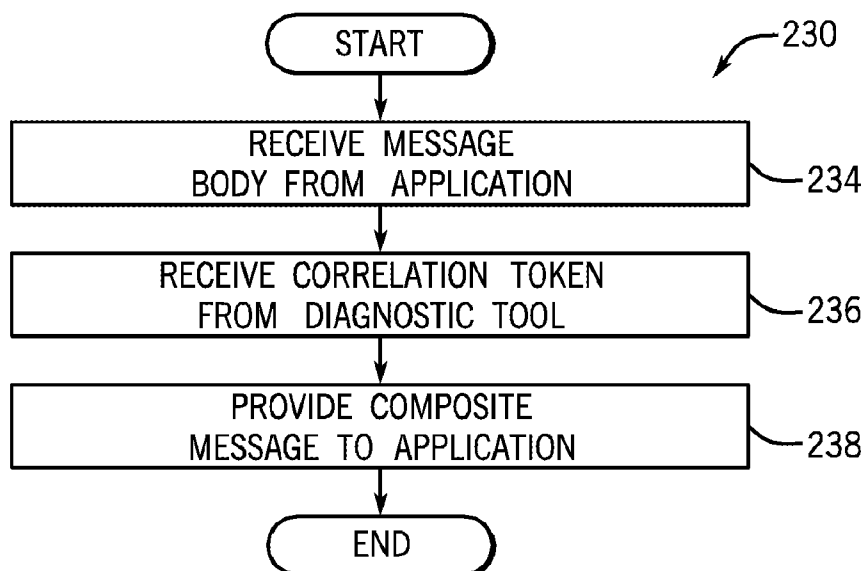 START
230
RECEIVE MESSAGE
BODY FROM APPLICATION
234
RECEIVE CORRELATION TOKEN
FROM DIAGNOSTIC TOOL
236
PROVIDE COMPOSITE
MESSAGE TO APPLICATION
238
END